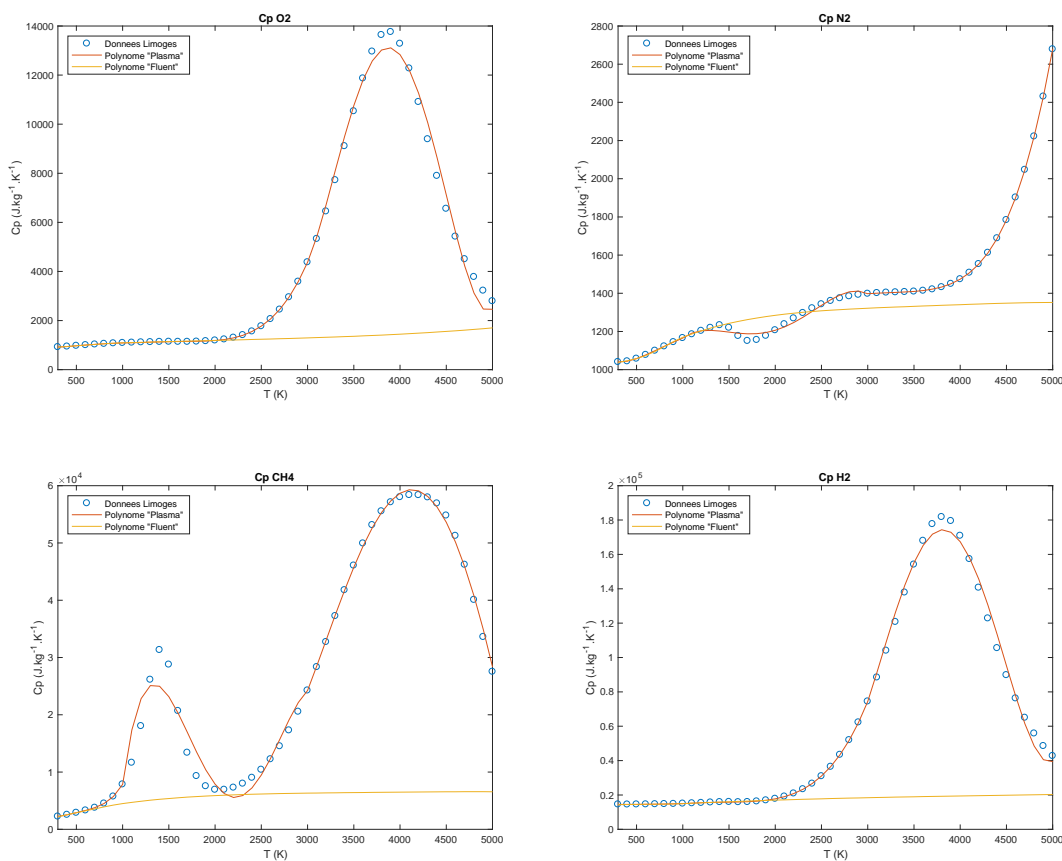 Cp O2
Donnees Limoges
Polynome "Plasma"
Polynome "Fluent"
14000
12000
10000
8000
6000
4000
2000
0
Cp (J.kg⁻¹.K⁻¹)
500 1000 1500 2000 2500 3000 3500 4000 4500 5000
T (K)
Cp N2
Donnees Limoges
Polynome "Plasma"
Polynome "Fluent"
2800
2600
2400
2200
2000
1800
1600
1400
1200
1000
Cp (J.kg⁻¹.K⁻¹)
500 1000 1500 2000 2500 3000 3500 4000 4500 5000
T (K)
Cp CH4
×10⁴
Donnees Limoges
Polynome "Plasma"
Polynome "Fluent"
6
5
4
3
2
1
0
Cp (J.kg⁻¹.K⁻¹)
500 1000 1500 2000 2500 3000 3500 4000 4500 5000
T (K)
Cp H2
×10⁵
Donnees Limoges
Polynome "Plasma"
Polynome "Fluent"
2
1.8
1.6
1.4
1.2
1
0.8
0.6
0.4
0.2
0
Cp (J.kg⁻¹.K⁻¹)
500 1000 1500 2000 2500 3000 3500 4000 4500 5000
T (K)